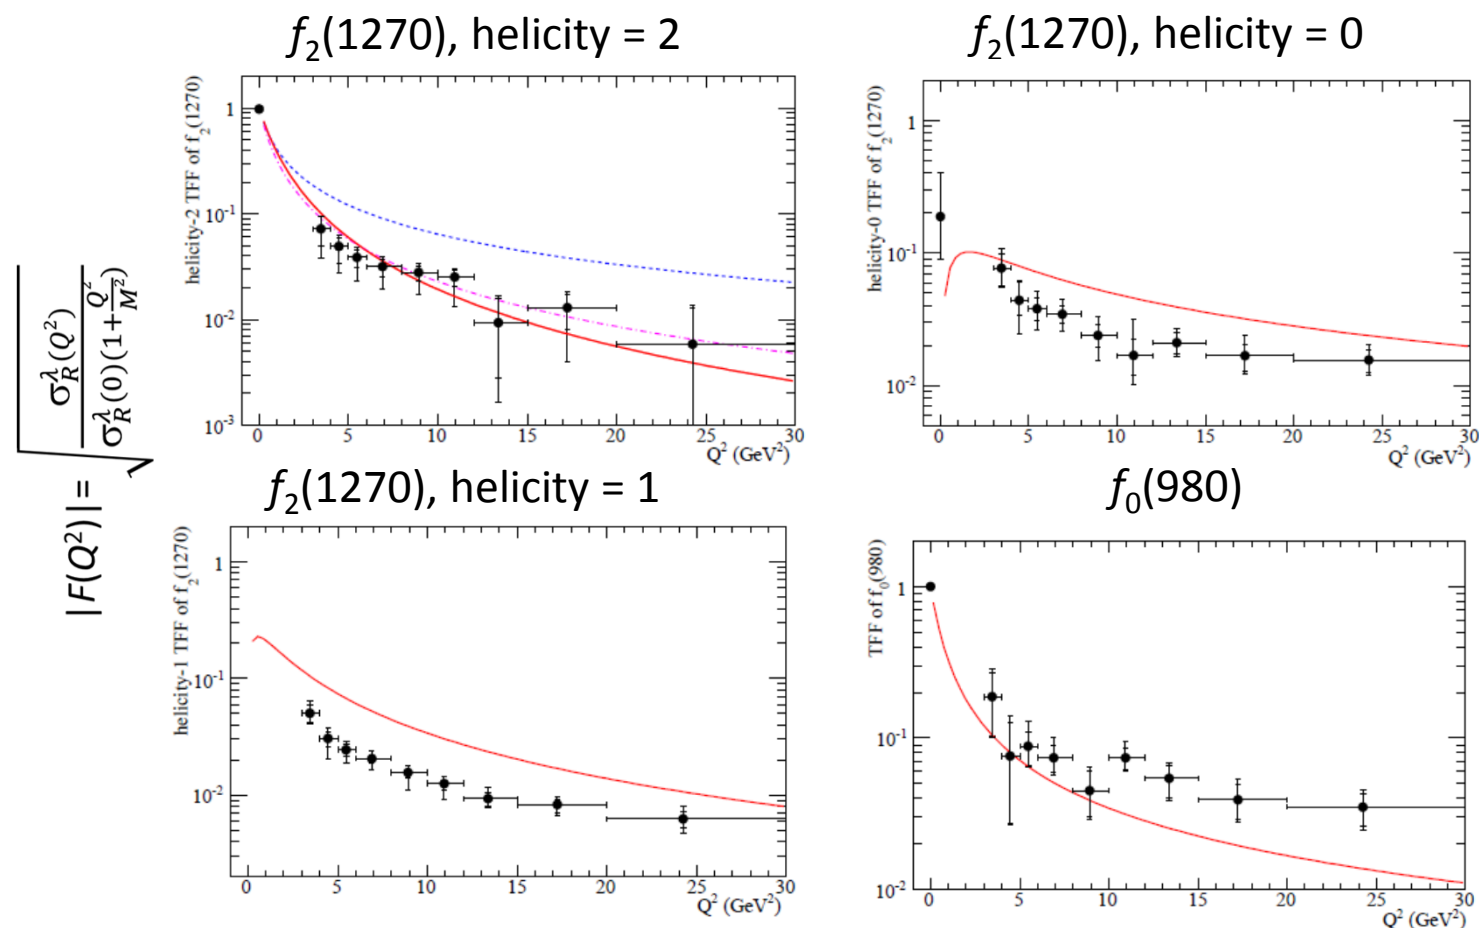 f₂(1270), helicity = 2
f₂(1270), helicity = 0
helicity-2 TFF of f₂(1270)
1
10⁻¹
10⁻²
10⁻³
0 5 10 15 20 25 30
Q² (GeV²)
helicity-0 TFF of f₂(1270)
1
10⁻¹
10⁻²
0 5 10 15 20 25 30
Q² (GeV²)
|F(Q²)| = √ σ_R^λ(Q²) / σ_R^λ(0)(1+Q²/M²)
f₂(1270), helicity = 1
f₀(980)
helicity-1 TFF of f₂(1270)
1
10⁻¹
10⁻²
0 5 10 15 20 25 30
Q² (GeV²)
TFF of f₀(980)
1
10⁻¹
10⁻²
0 5 10 15 20 25 30
Q² (GeV²)